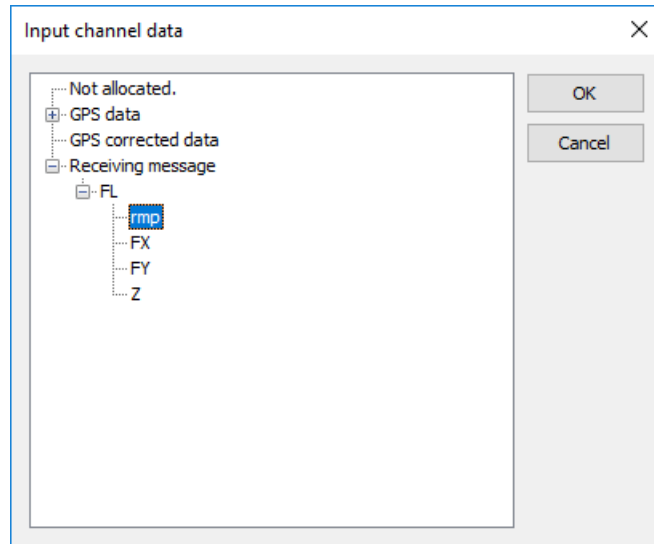 Input channel data
Not allocated.
GPS data
GPS corrected data
Receiving message
FL
rmp
FX
FY
Z
OK
Cancel